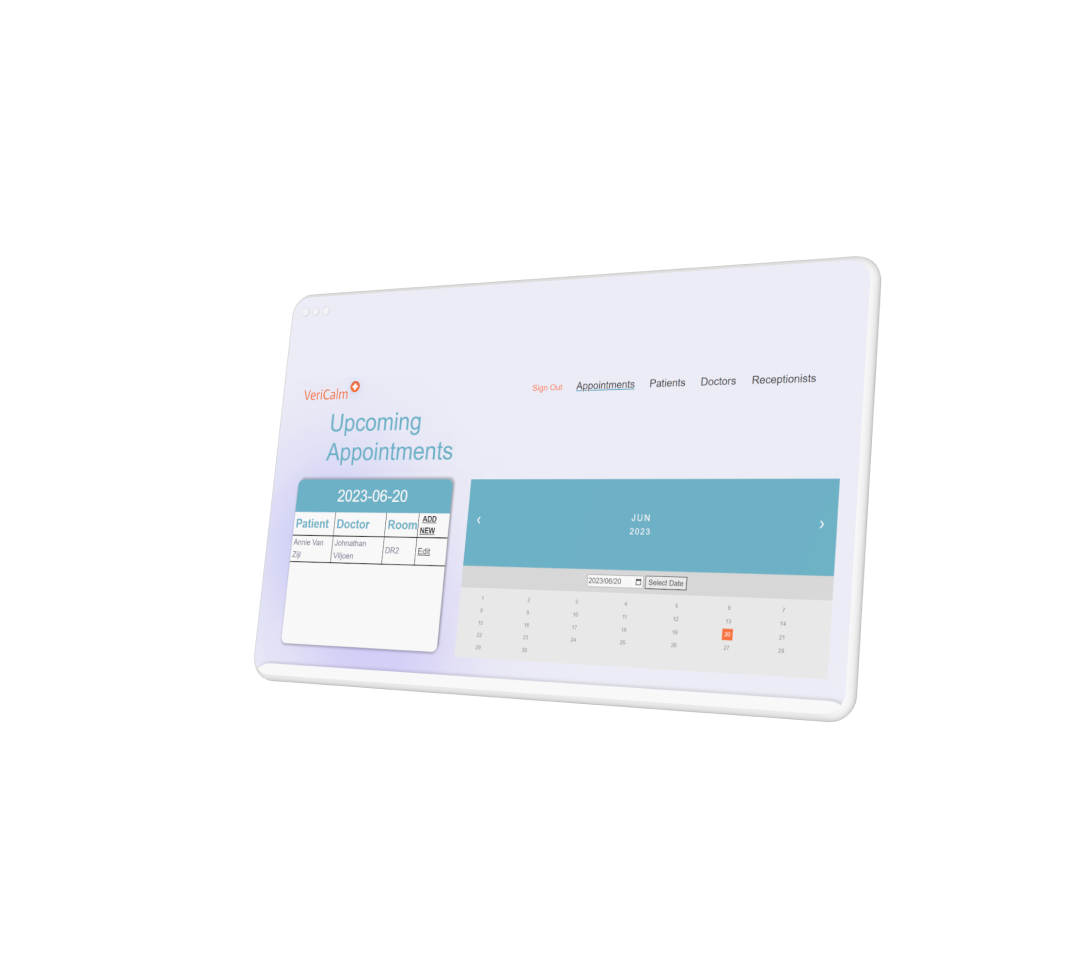 VeriCalm
Sign Out Appointments Patients Doctors Receptionists
Upcoming
Appointments
2023-06-20
Patient Doctor Room ADD
NEW
Annie Van
Zijl
Johnathan
Viljoen
DR2
Edit
‹ JUN ›
2023
2023/06/20 Select Date
1 2 3 4 5 6 7
8 9 10 11 12 13 14
15 16 17 18 19 20 21
22 23 24 25 26 27 28
29 30